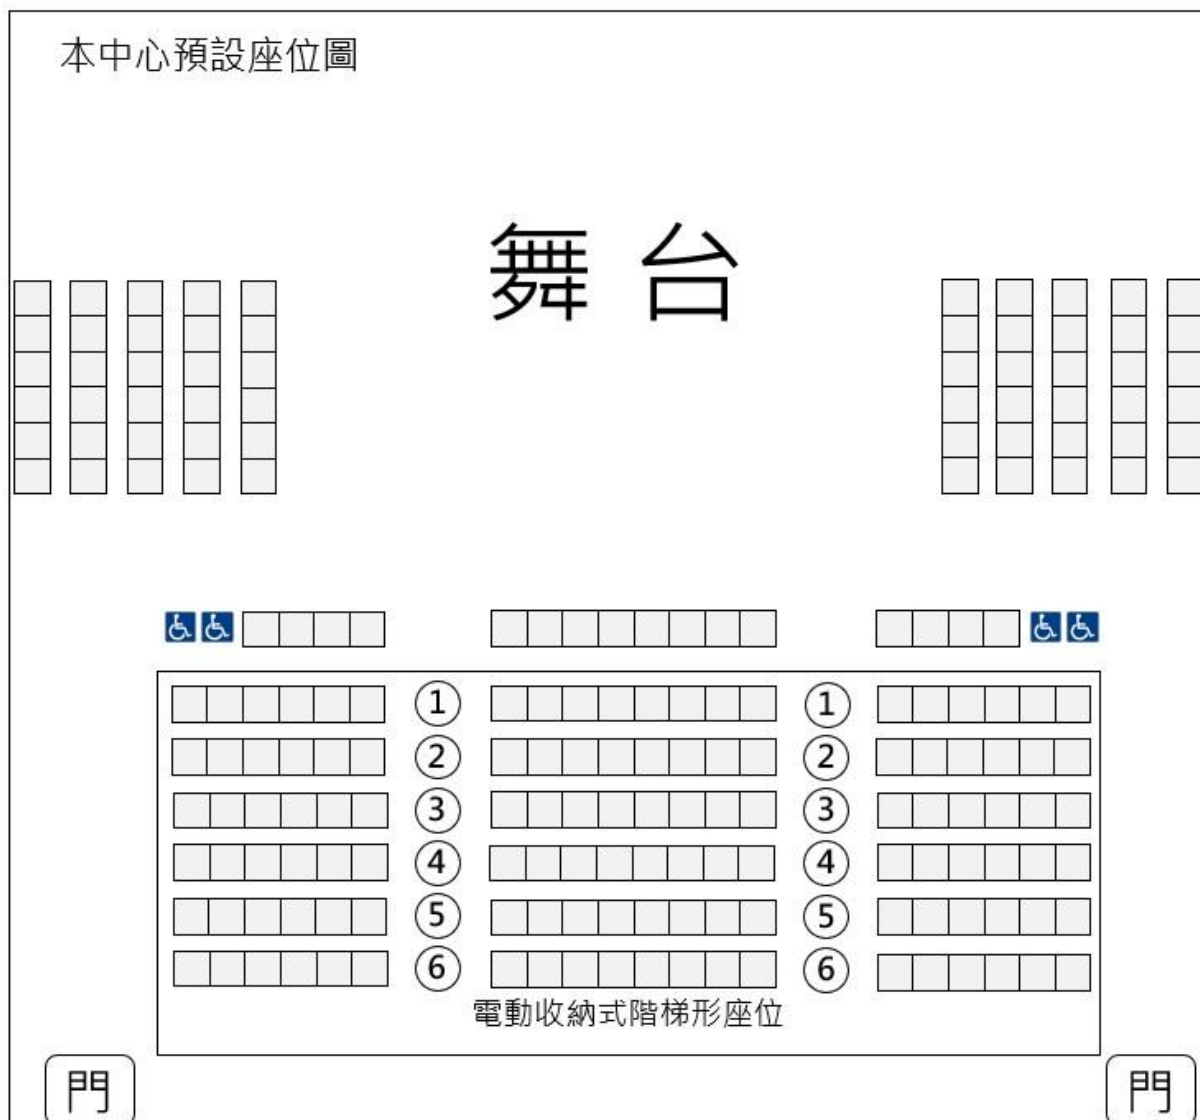 本中心預設座位圖
舞台
① ①
② ②
③ ③
④ ④
⑤ ⑤
⑥ ⑥
電動收納式階梯形座位
門 門